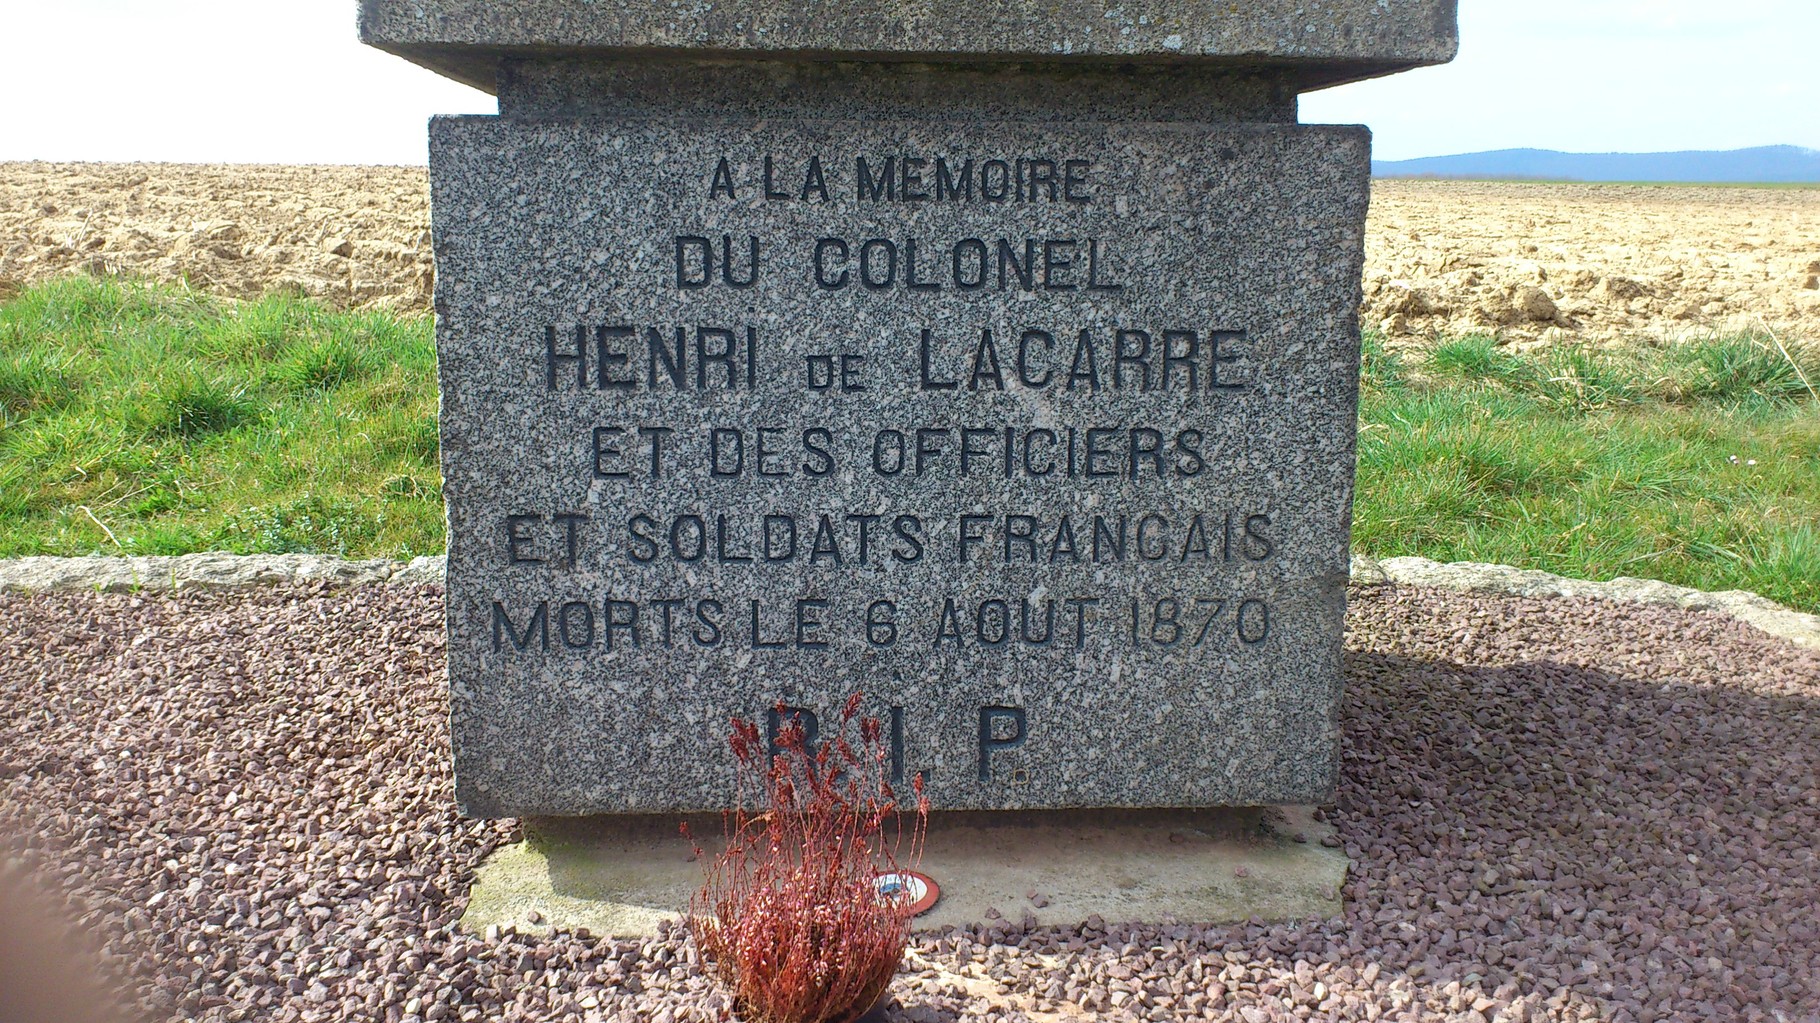 A LA MEMOIRE
DU COLONEL
HENRI DE LACARRE
ET DES OFFICIERS
ET SOLDATS FRANCAIS
MORTS LE 6 AOUT 1870
R. I. P.